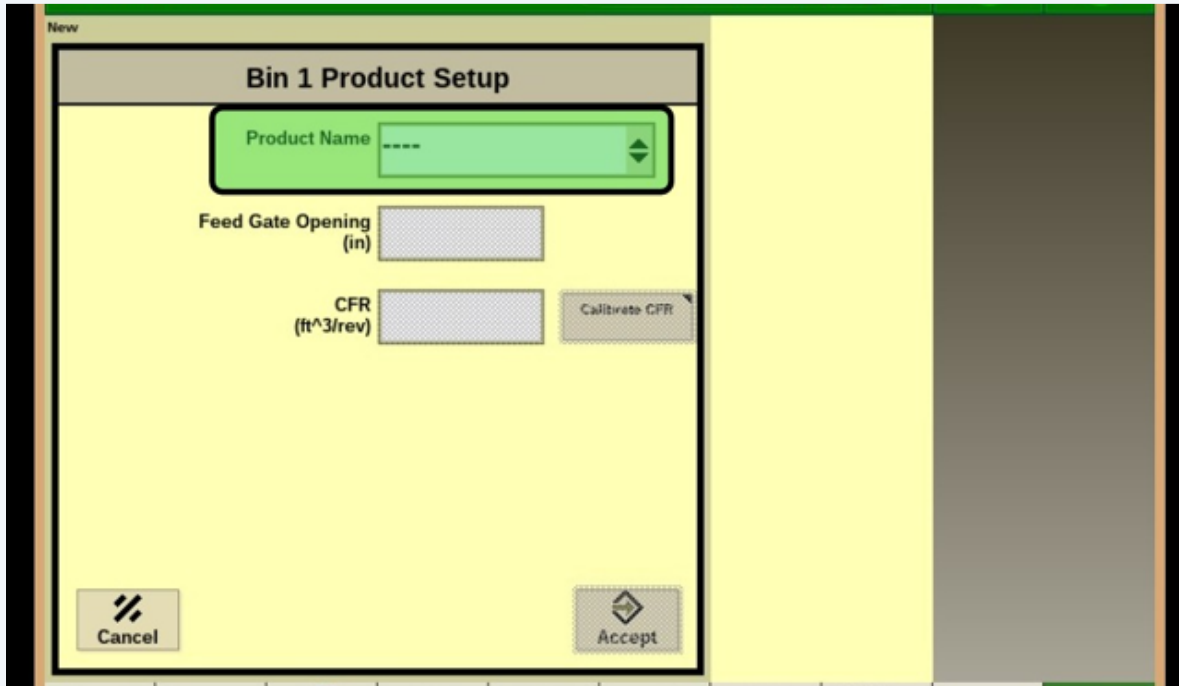 New
Bin 1 Product Setup
Product Name
----
Feed Gate Opening
(in)
CFR
(ft^3/rev)
Calibrate CFR
Cancel
Accept